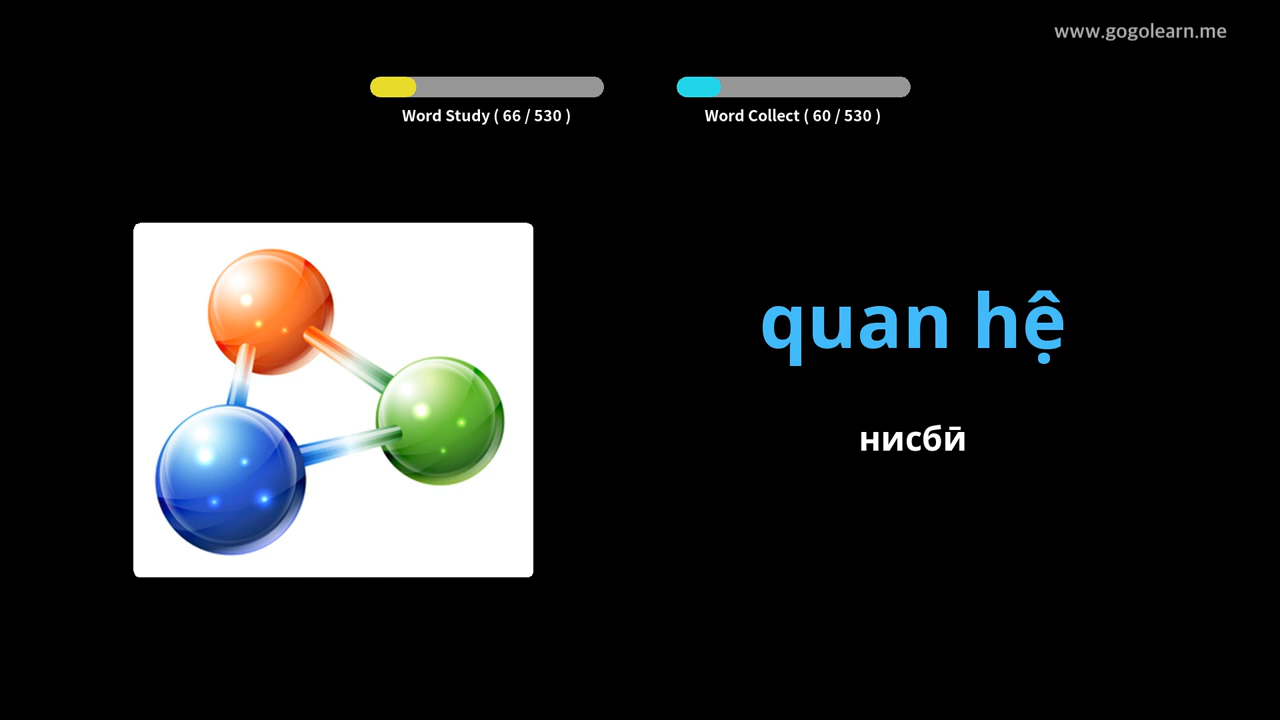 www.gogolearn.me
Word Study ( 66 / 530 )
Word Collect ( 60 / 530 )
quan hệ
нисбӣ